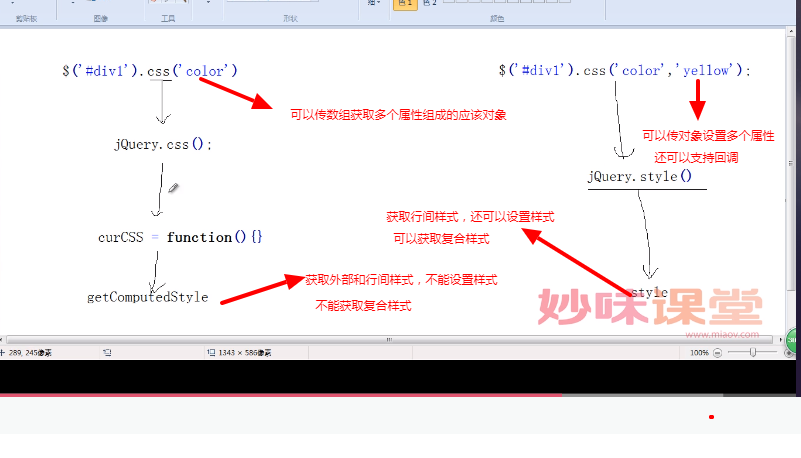 剪贴板
图像
工具
形状
粗
色 1
色 2
颜色
$('#div1').css('color')
$('#div1').css('color','yellow');
可以传数组获取多个属性组成的应该对象
可以传对象设置多个属性
还可以支持回调
jQuery.css();
jQuery.style()
获取行间样式，还可以设置样式
可以获取复合样式
curCSS = function(){}
获取外部和行间样式，不能设置样式
不能获取复合样式
getComputedStyle
style
妙味课堂
www.miaov.com
289, 245像素
1343 × 586像素
100%